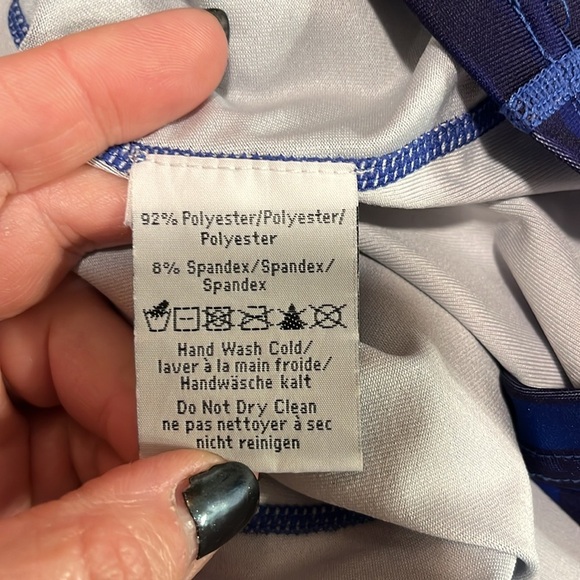 92% Polyester/Polyester/
Polyester
8% Spandex/Spandex/
Spandex
Hand Wash Cold/
laver à la main froide/
Handwäsche kalt
Do Not Dry Clean
ne pas nettoyer à sec
nicht reinigen